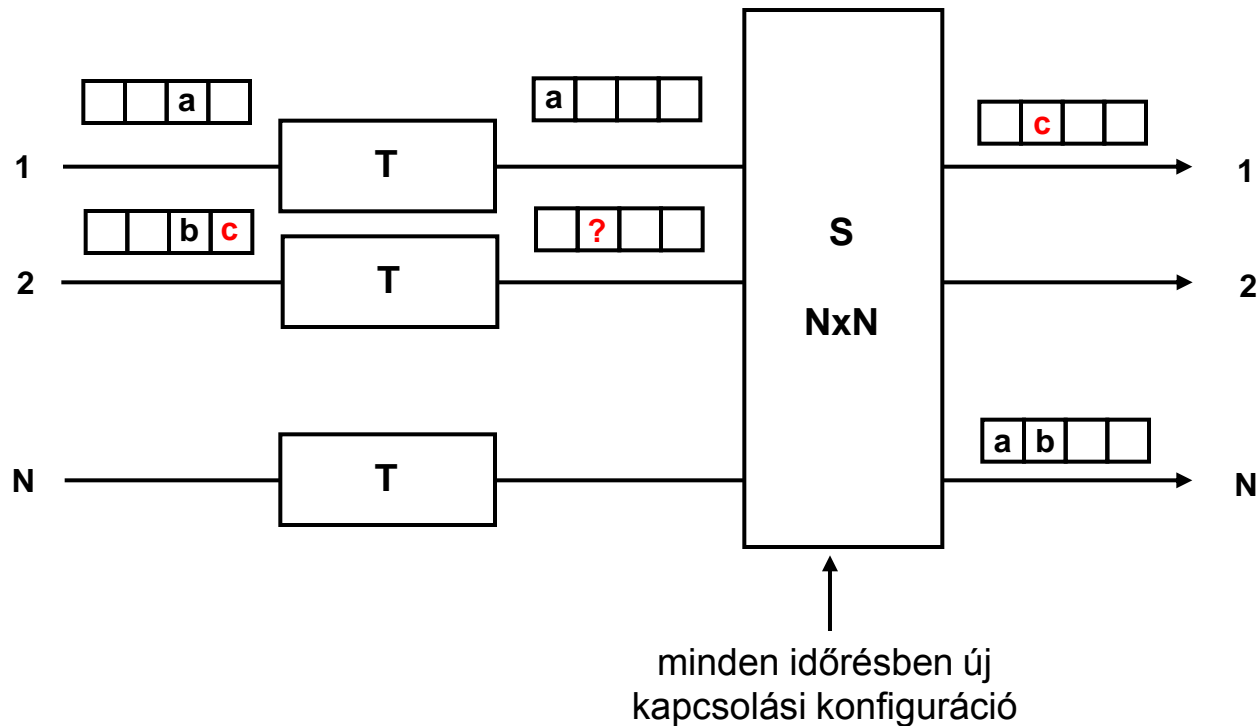 a
a
c
1
T
1
b c
?
S
2
T
2
NxN
a b
N
T
N
minden időrésben új
kapcsolási konfiguráció